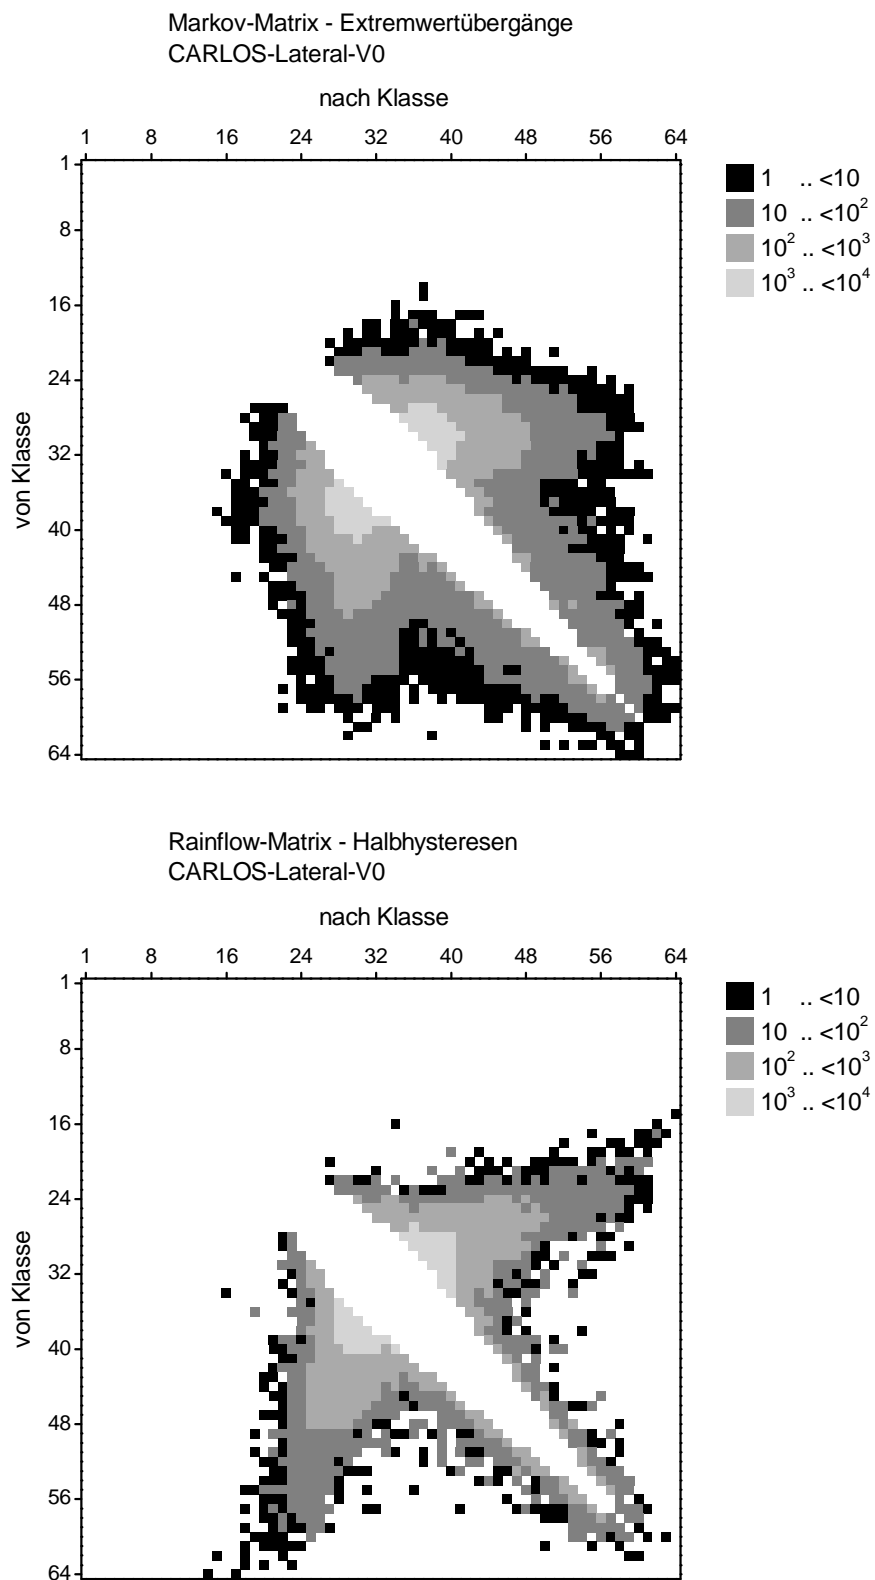 Markov-Matrix - Extremwertübergänge
CARLOS-Lateral-V0
nach Klasse
1 8 16 24 32 40 48 56 64
von Klasse
1
8
16
24
32
40
48
56
64
1 .. <10
10 .. <10²
10² .. <10³
10³ .. <10⁴
Rainflow-Matrix - Halbhysteresen
CARLOS-Lateral-V0
nach Klasse
1 8 16 24 32 40 48 56 64
von Klasse
1
8
16
24
32
40
48
56
64
1 .. <10
10 .. <10²
10² .. <10³
10³ .. <10⁴